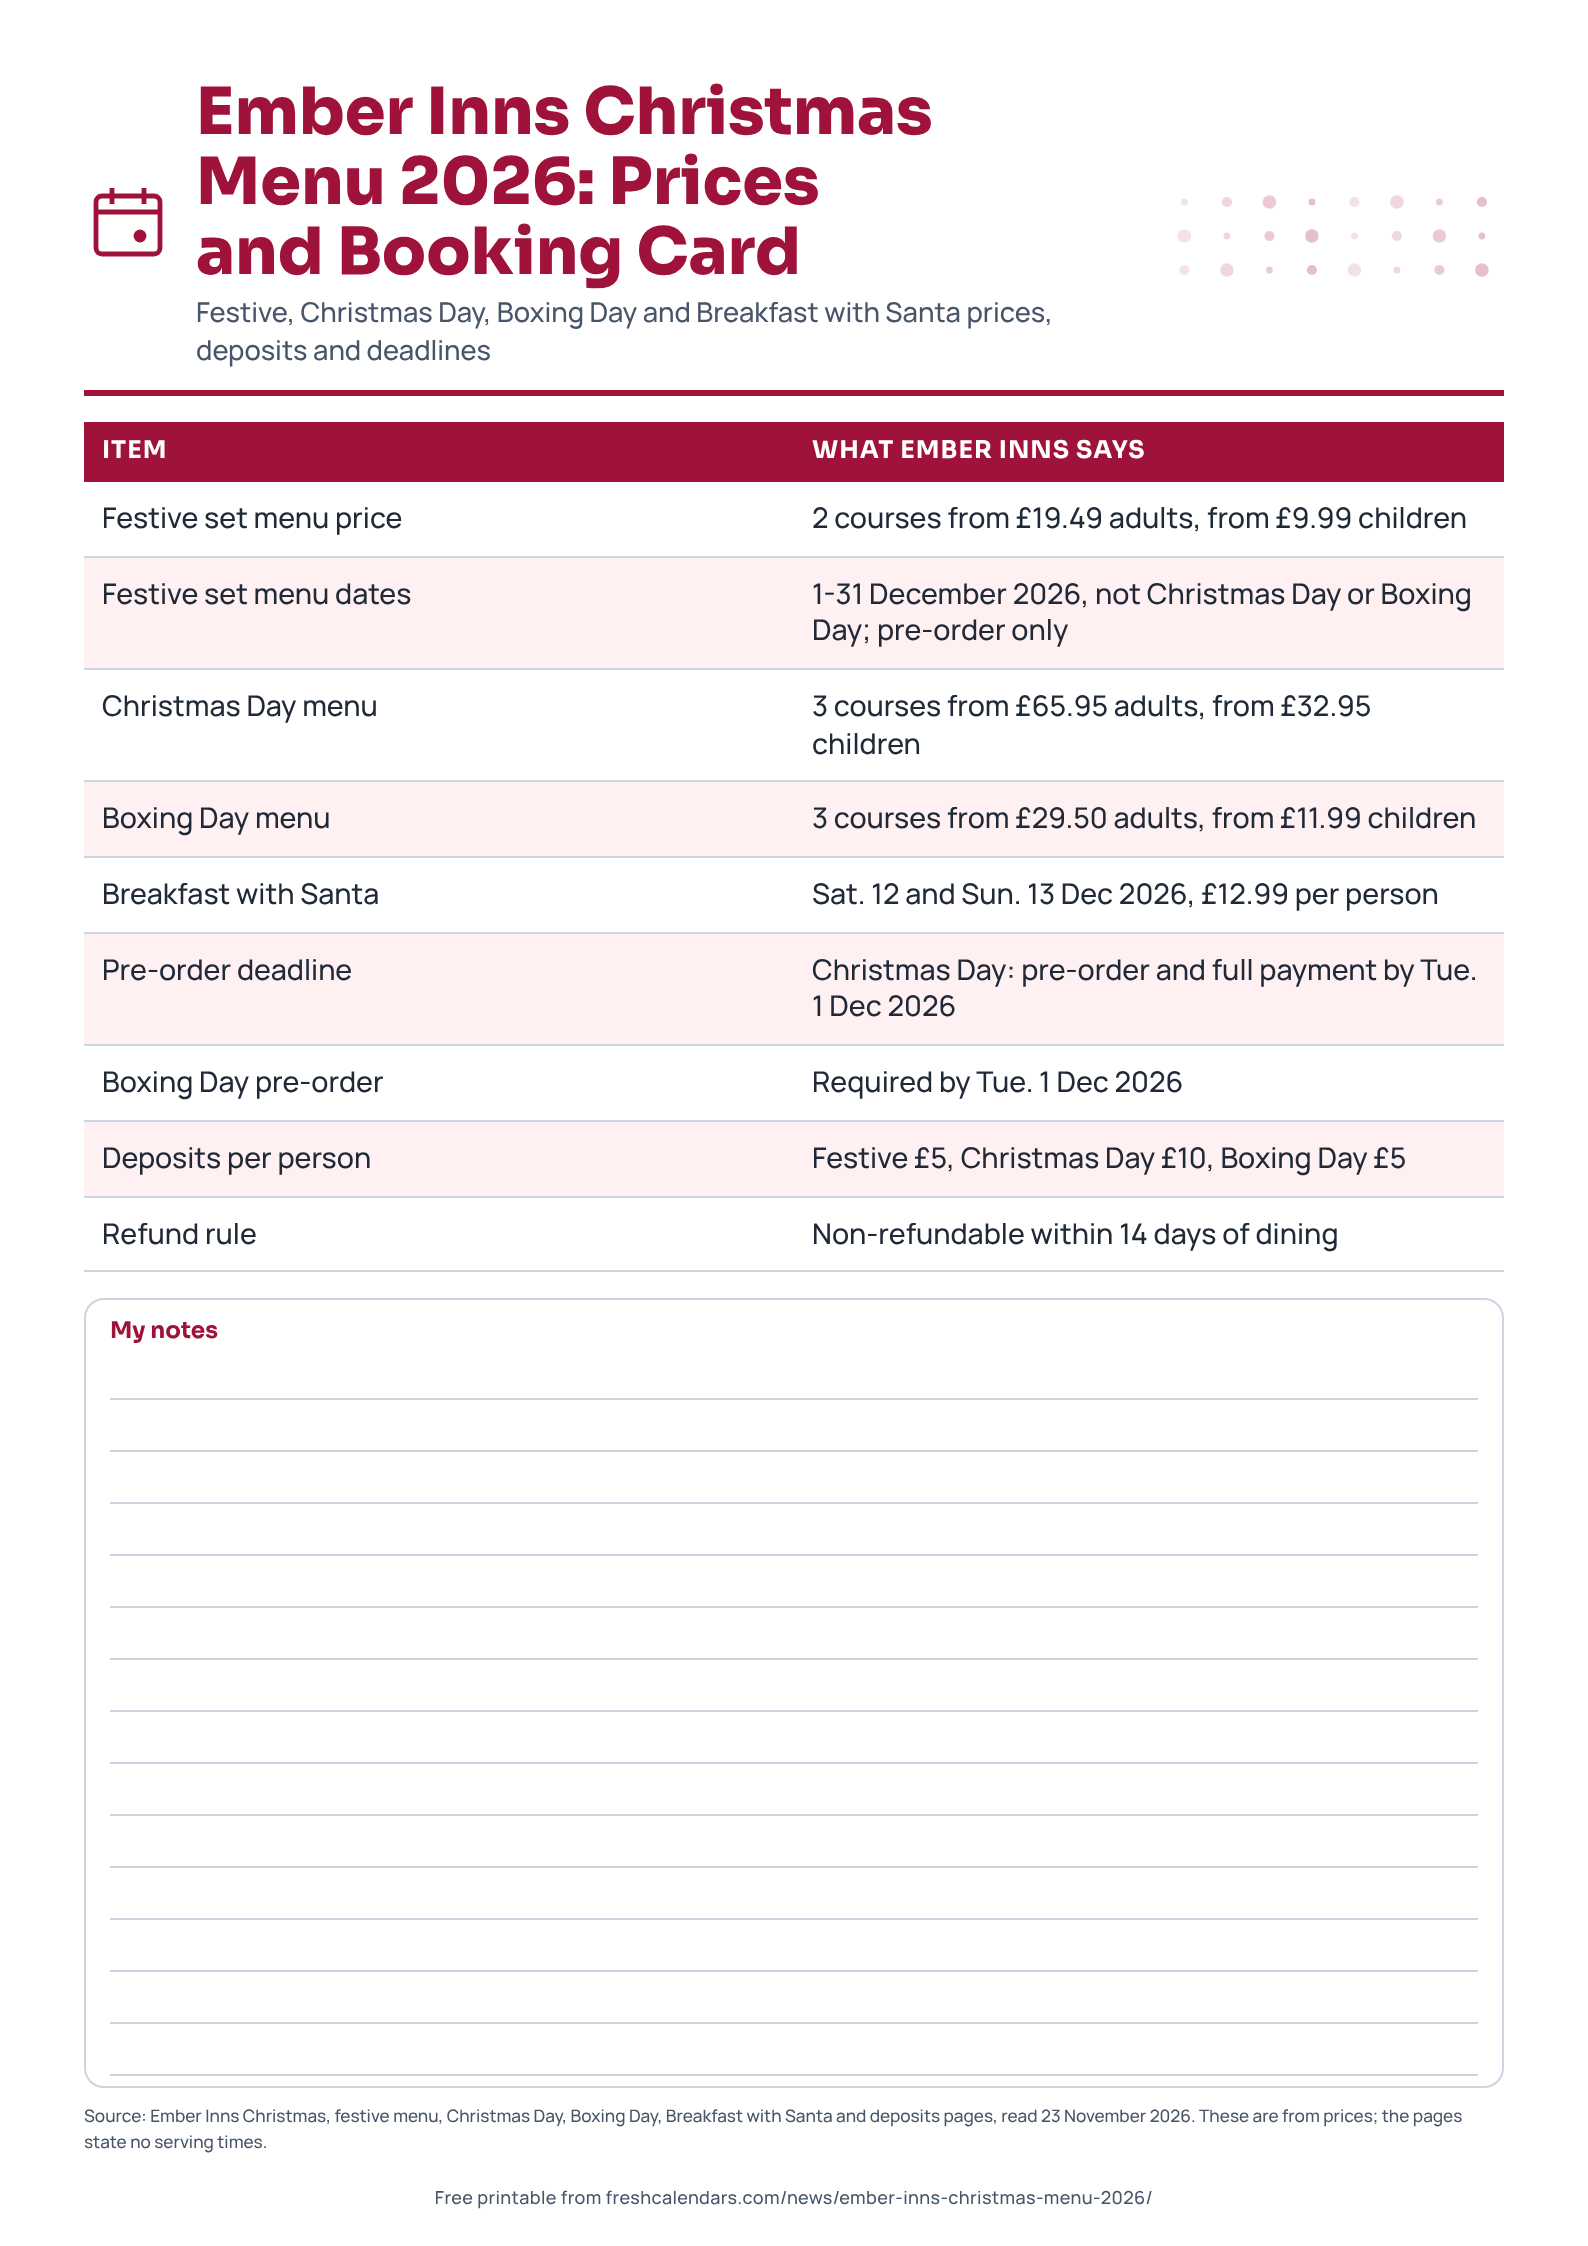 Ember Inns Christmas
Menu 2026: Prices
and Booking Card
Festive, Christmas Day, Boxing Day and Breakfast with Santa prices,
deposits and deadlines
ITEM WHAT EMBER INNS SAYS
Festive set menu price 2 courses from £19.49 adults, from £9.99 children
Festive set menu dates 1-31 December 2026, not Christmas Day or Boxing
Day; pre-order only
Christmas Day menu 3 courses from £65.95 adults, from £32.95
children
Boxing Day menu 3 courses from £29.50 adults, from £11.99 children
Breakfast with Santa Sat. 12 and Sun. 13 Dec 2026, £12.99 per person
Pre-order deadline Christmas Day: pre-order and full payment by Tue.
1 Dec 2026
Boxing Day pre-order Required by Tue. 1 Dec 2026
Deposits per person Festive £5, Christmas Day £10, Boxing Day £5
Refund rule Non-refundable within 14 days of dining
My notes
Source: Ember Inns Christmas, festive menu, Christmas Day, Boxing Day, Breakfast with Santa and deposits pages, read 23 November 2026. These are from prices; the pages
state no serving times.
Free printable from freshcalendars.com/news/ember-inns-christmas-menu-2026/